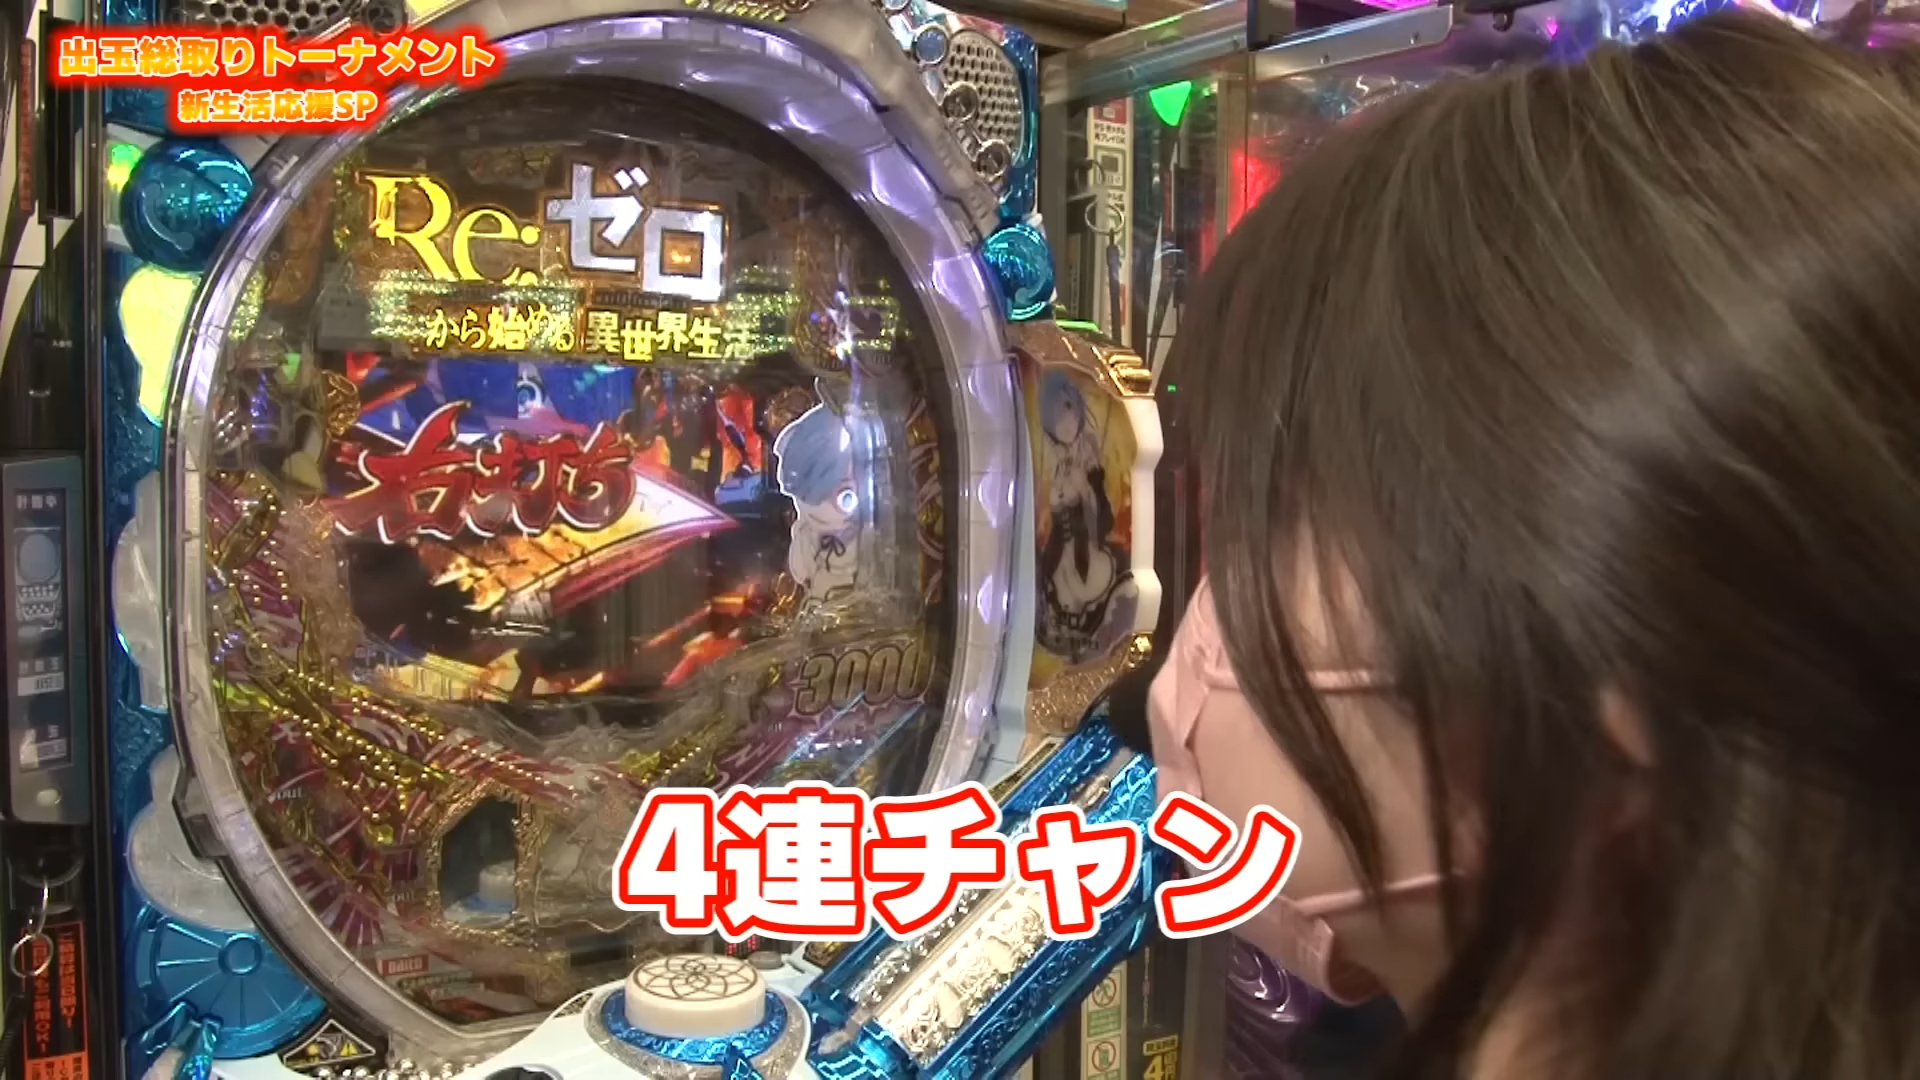 出玉総取りトーナメント
新生活応援SP
Re:ゼロ
から始める異世界生活
右打ち
3000
4連チャン
Daito